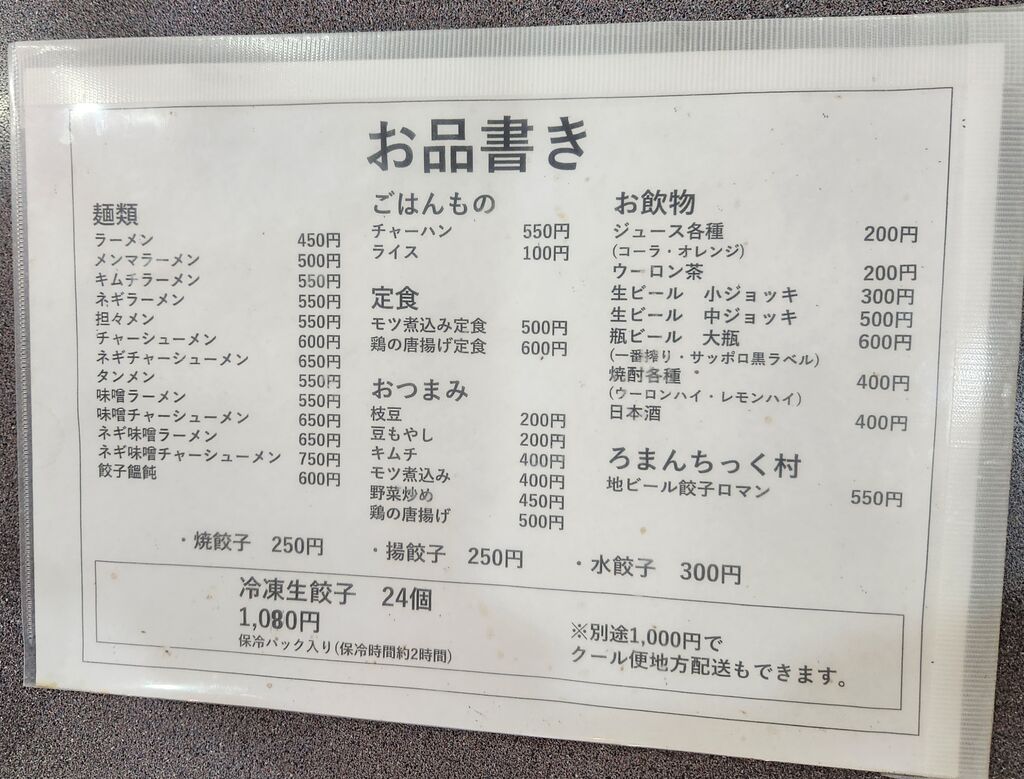 お品書き
麺類
ラーメン 450円
メンマラーメン 500円
キムチラーメン 550円
ネギラーメン 550円
担々メン 550円
チャーシューメン 600円
ネギチャーシューメン 650円
タンメン 550円
味噌ラーメン 550円
味噌チャーシューメン 650円
ネギ味噌ラーメン 650円
ネギ味噌チャーシューメン 750円
餃子饂飩 600円
ごはんもの
チャーハン 550円
ライス 100円
定食
モツ煮込み定食 500円
鶏の唐揚げ定食 600円
おつまみ
枝豆 200円
豆もやし 200円
キムチ 400円
モツ煮込み 400円
野菜炒め 450円
鶏の唐揚げ 500円
お飲物
ジュース各種 200円
(コーラ・オレンジ)
ウーロン茶 200円
生ビール 小ジョッキ 300円
生ビール 中ジョッキ 500円
瓶ビール 大瓶 600円
(一番搾り・サッポロ黒ラベル)
焼酎各種 400円
(ウーロンハイ・レモンハイ)
日本酒 400円
ろまんちっく村
地ビール餃子ロマン 550円
・焼餃子 250円 ・揚餃子 250円 ・水餃子 300円
冷凍生餃子 24個
1,080円
保冷パック入り(保冷時間約2時間)
※別途1,000円で
クール便地方配送もできます。